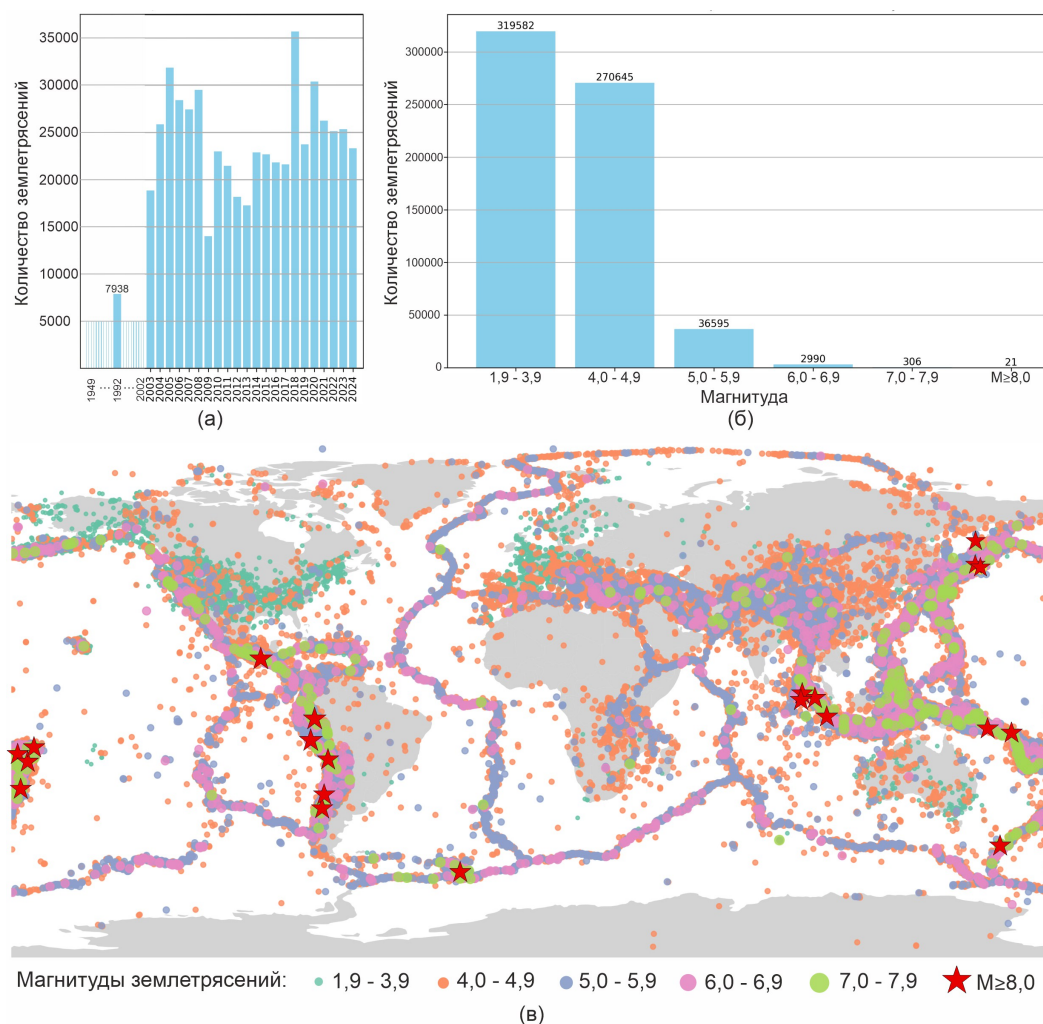 35000
30000
25000
20000
15000
10000
5000
Количество землетрясений
7938
1949 ..... 1992 ..... 2002 2003 2004 2005 2006 2007 2008 2009 2010 2011 2012 2013 2014 2015 2016 2017 2018 2019 2020 2021 2022 2023 2024
(а)
300000
250000
200000
150000
100000
50000
0
Количество землетрясений
319582
270645
36595
2990
306
21
1,9 - 3,9 4,0 - 4,9 5,0 - 5,9 6,0 - 6,9 7,0 - 7,9 M≥8,0
Магнитуда
(б)
Магнитуды землетрясений: 1,9 - 3,9 4,0 - 4,9 5,0 - 5,9 6,0 - 6,9 7,0 - 7,9 M≥8,0
(в)